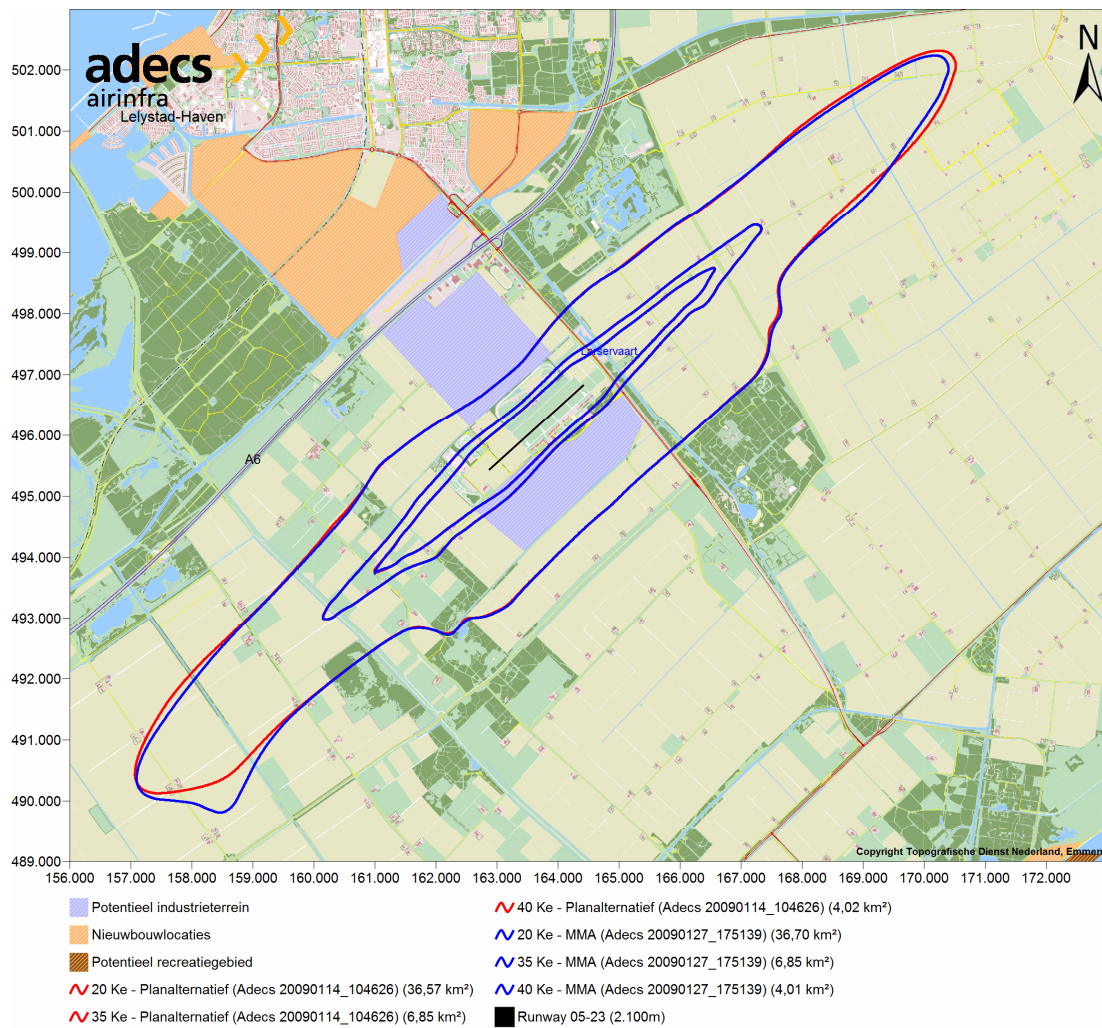 adecs
airinfra
Lelystad-Haven
N
502.000
501.000
500.000
499.000
498.000
497.000
496.000
495.000
494.000
493.000
492.000
491.000
490.000
489.000
Larservaart
A6
Copyright Topografische Dienst Nederland, Emmen
156.000 157.000 158.000 159.000 160.000 161.000 162.000 163.000 164.000 165.000 166.000 167.000 168.000 169.000 170.000 171.000 172.000
Potentieel industrieterrein
Nieuwbouwlocaties
Potentieel recreatiegebied
20 Ke - Planalternatief (Adecs 20090114_104626) (36,57 km²)
35 Ke - Planalternatief (Adecs 20090114_104626) (6,85 km²)
40 Ke - Planalternatief (Adecs 20090114_104626) (4,02 km²)
20 Ke - MMA (Adecs 20090127_175139) (36,70 km²)
35 Ke - MMA (Adecs 20090127_175139) (6,85 km²)
40 Ke - MMA (Adecs 20090127_175139) (4,01 km²)
Runway 05-23 (2.100m)